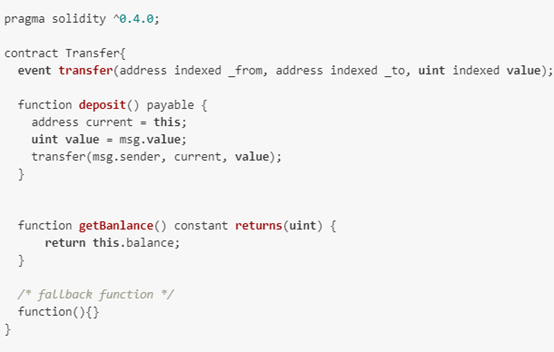 pragma solidity ^0.4.0;
contract Transfer{
event transfer(address indexed _from, address indexed _to, uint indexed value);
function deposit() payable {
address current = this;
uint value = msg.value;
transfer(msg.sender, current, value);
}
function getBanlance() constant returns(uint) {
return this.balance;
}
/* fallback function */
function(){}
}